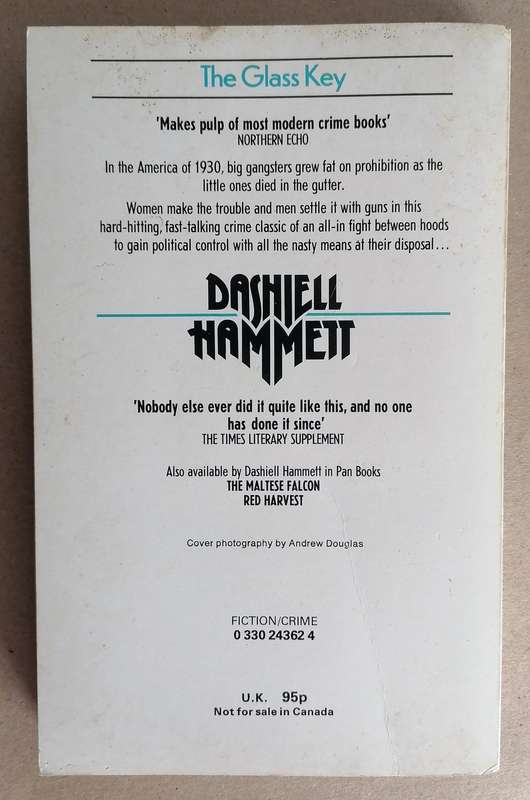 The Glass Key
'Makes pulp of most modern crime books'
NORTHERN ECHO
In the America of 1930, big gangsters grew fat on prohibition as the
little ones died in the gutter.
Women make the trouble and men settle it with guns in this
hard-hitting, fast-talking crime classic of an all-in fight between hoods
to gain political control with all the nasty means at their disposal...
DASHIELL
HAMMETT
'Nobody else ever did it quite like this, and no one
has done it since'
THE TIMES LITERARY SUPPLEMENT
Also available by Dashiell Hammett in Pan Books
THE MALTESE FALCON
RED HARVEST
Cover photography by Andrew Douglas
FICTION/CRIME
0 330 24362 4
U.K. 95p
Not for sale in Canada